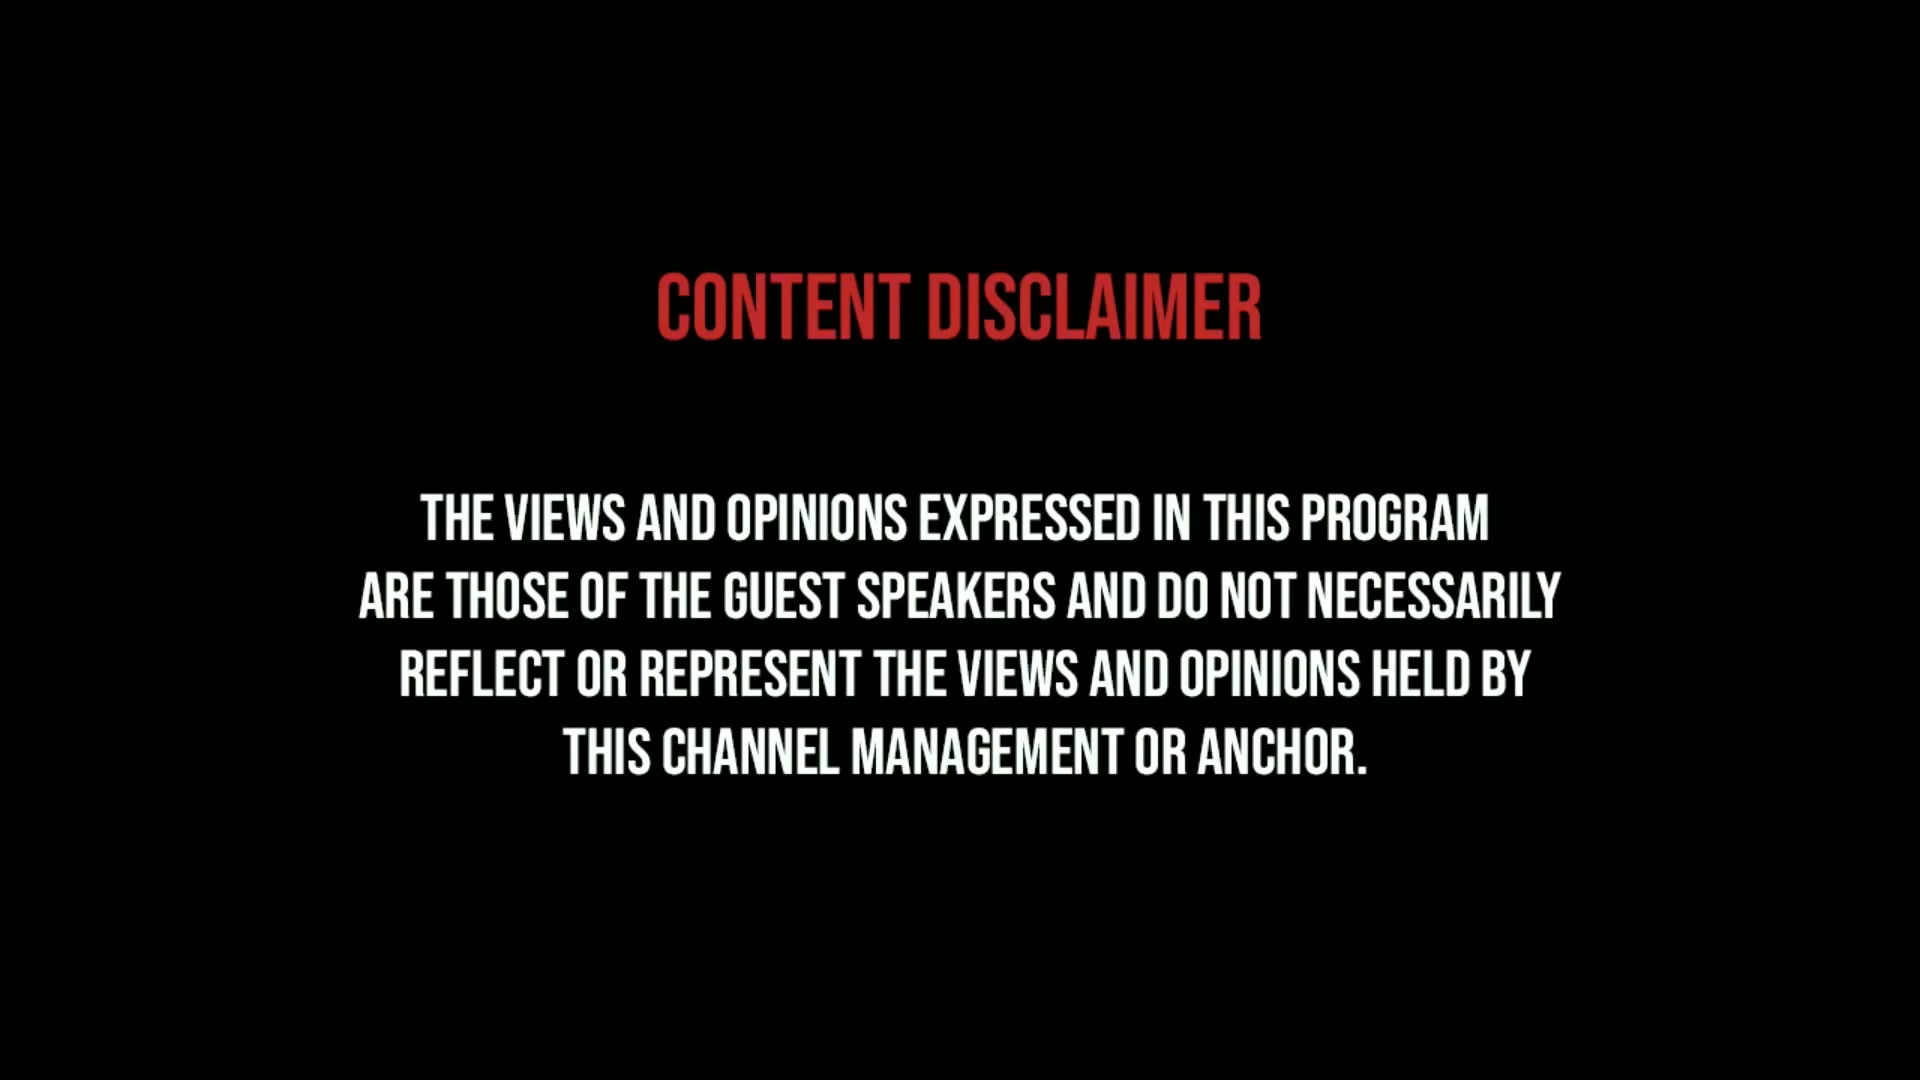 CONTENT DISCLAIMER
THE VIEWS AND OPINIONS EXPRESSED IN THIS PROGRAM
ARE THOSE OF THE GUEST SPEAKERS AND DO NOT NECESSARILY
REFLECT OR REPRESENT THE VIEWS AND OPINIONS HELD BY
THIS CHANNEL MANAGEMENT OR ANCHOR.